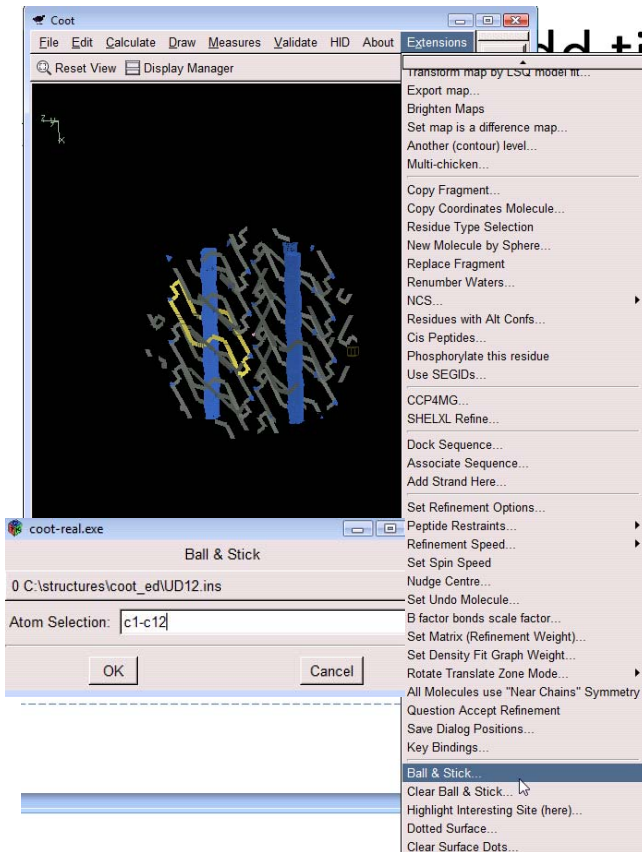 Coot
File Edit Calculate Draw Measures Validate HID About Extensions
Reset View Display Manager
Transform map by LSQ model fit...
Export map...
Brighten Maps
Set map is a difference map...
Another (contour) level...
Multi-chicken...
Copy Fragment...
Copy Coordinates Molecule...
Residue Type Selection
New Molecule by Sphere...
Replace Fragment
Renumber Waters...
NCS...
Residues with Alt Confs...
Cis Peptides...
Phosphorylate this residue
Use SEGIDs...
CCP4MG...
SHELXL Refine...
Dock Sequence...
Associate Sequence...
Add Strand Here...
Set Refinement Options...
Peptide Restraints...
Refinement Speed...
Set Spin Speed
Nudge Centre...
Set Undo Molecule...
B factor bonds scale factor...
Set Matrix (Refinement Weight)...
Set Density Fit Graph Weight...
Rotate Translate Zone Mode...
All Molecules use "Near Chains" Symmetry
Question Accept Refinement
Save Dialog Positions...
Key Bindings...
Ball & Stick...
Clear Ball & Stick...
Highlight Interesting Site (here)...
Dotted Surface...
Clear Surface Dots...
coot-real.exe
Ball & Stick
0 C:\structures\coot_ed\UD12.ins
Atom Selection: c1-c12
OK Cancel